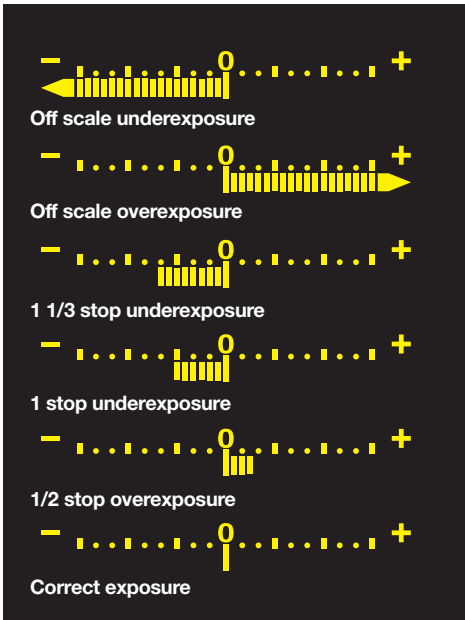 − 0 +
Off scale underexposure
− 0 +
Off scale overexposure
− 0 +
1 1/3 stop underexposure
− 0 +
1 stop underexposure
− 0 +
1/2 stop overexposure
− 0 +
Correct exposure